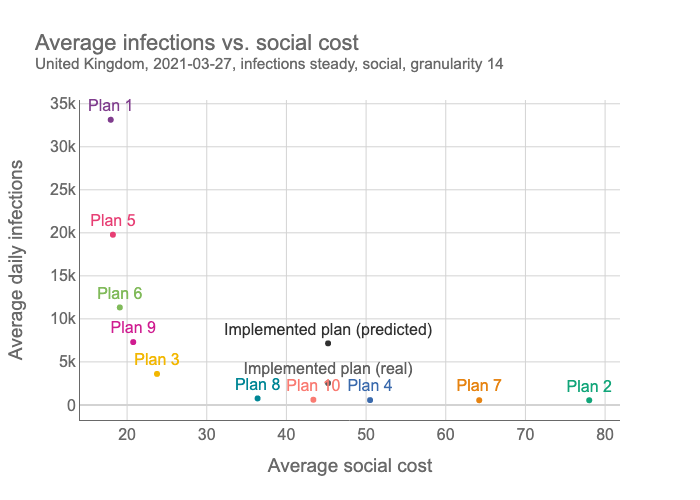 Average infections vs. social cost
United Kingdom, 2021-03-27, infections steady, social, granularity 14
35k
Plan 1
30k
25k
Plan 5
20k
15k
Plan 6
10k
Plan 9
Implemented plan (predicted)
Plan 3
5k
Implemented plan (real)
Plan 8
Plan 10
Plan 4
Plan 7
Plan 2
0
20
30
40
50
60
70
80
Average daily infections
Average social cost